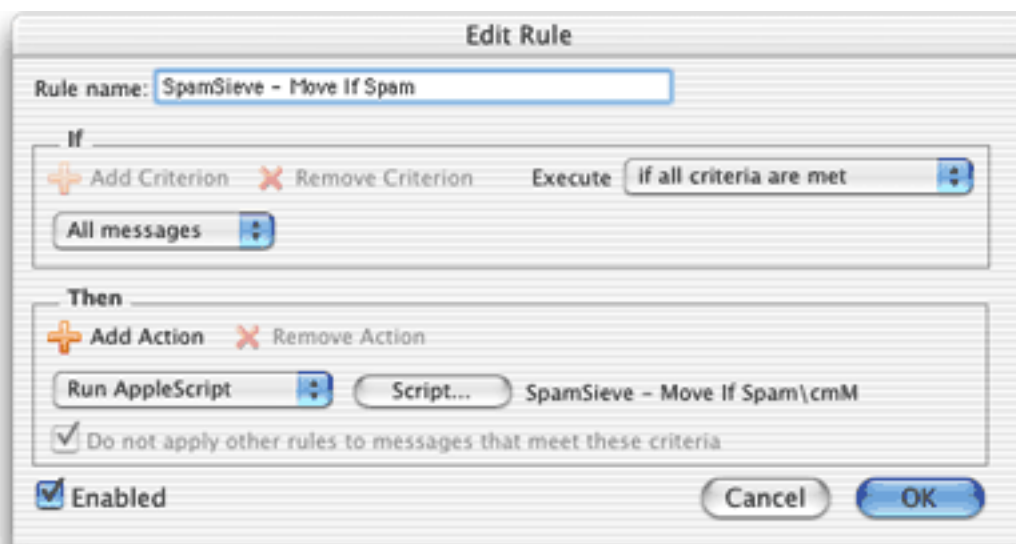 Edit Rule
Rule name: SpamSieve - Move If Spam
If
Add Criterion Remove Criterion Execute if all criteria are met
All messages
Then
Add Action Remove Action
Run AppleScript Script... SpamSieve - Move If Spam\cmM
Do not apply other rules to messages that meet these criteria
Enabled Cancel OK